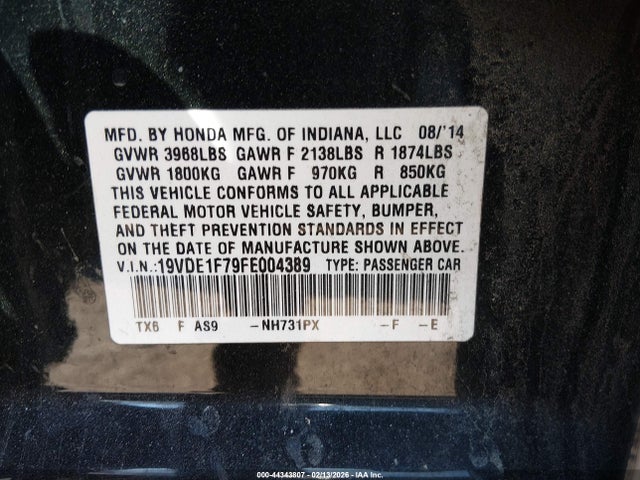 MFD. BY HONDA MFG. OF INDIANA, LLC 08/'14
GVWR 3968LBS GAWR F 2138LBS R 1874LBS
GVWR 1800KG GAWR F 970KG R 850KG
THIS VEHICLE CONFORMS TO ALL APPLICABLE
FEDERAL MOTOR VEHICLE SAFETY, BUMPER,
AND THEFT PREVENTION STANDARDS IN EFFECT
ON THE DATE OF MANUFACTURE SHOWN ABOVE.
V.I.N.:19VDE1F79FE004389 TYPE: PASSENGER CAR
TX6 F AS9 -NH731PX -F -E
000-44343807 - 02/13/2026 - IAA Inc.